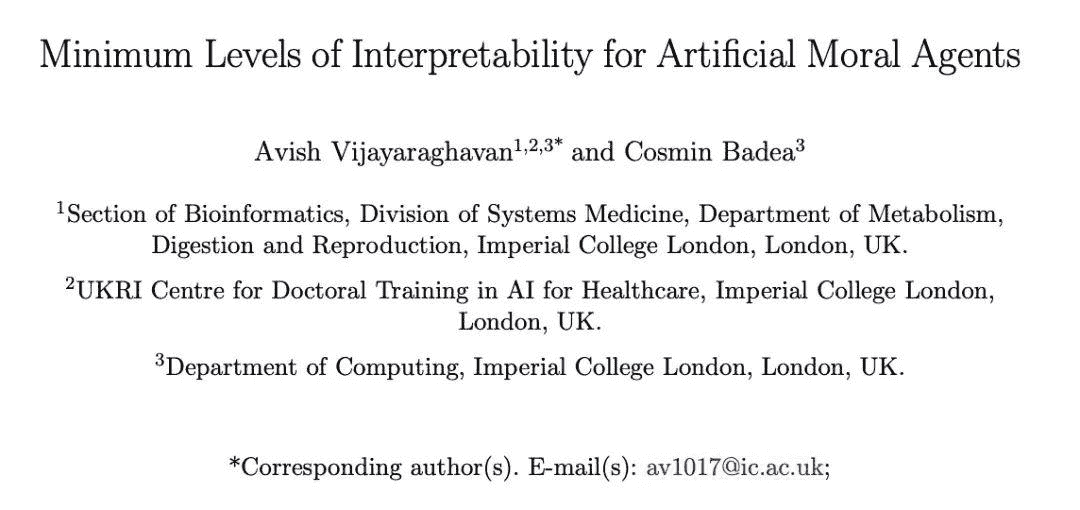 Minimum Levels of Interpretability for Artificial Moral Agents
Avish Vijayaraghavan1,2,3* and Cosmin Badea3
1Section of Bioinformatics, Division of Systems Medicine, Department of Metabolism,
Digestion and Reproduction, Imperial College London, London, UK.
2UKRI Centre for Doctoral Training in AI for Healthcare, Imperial College London,
London, UK.
3Department of Computing, Imperial College London, London, UK.
*Corresponding author(s). E-mail(s): av1017@ic.ac.uk;